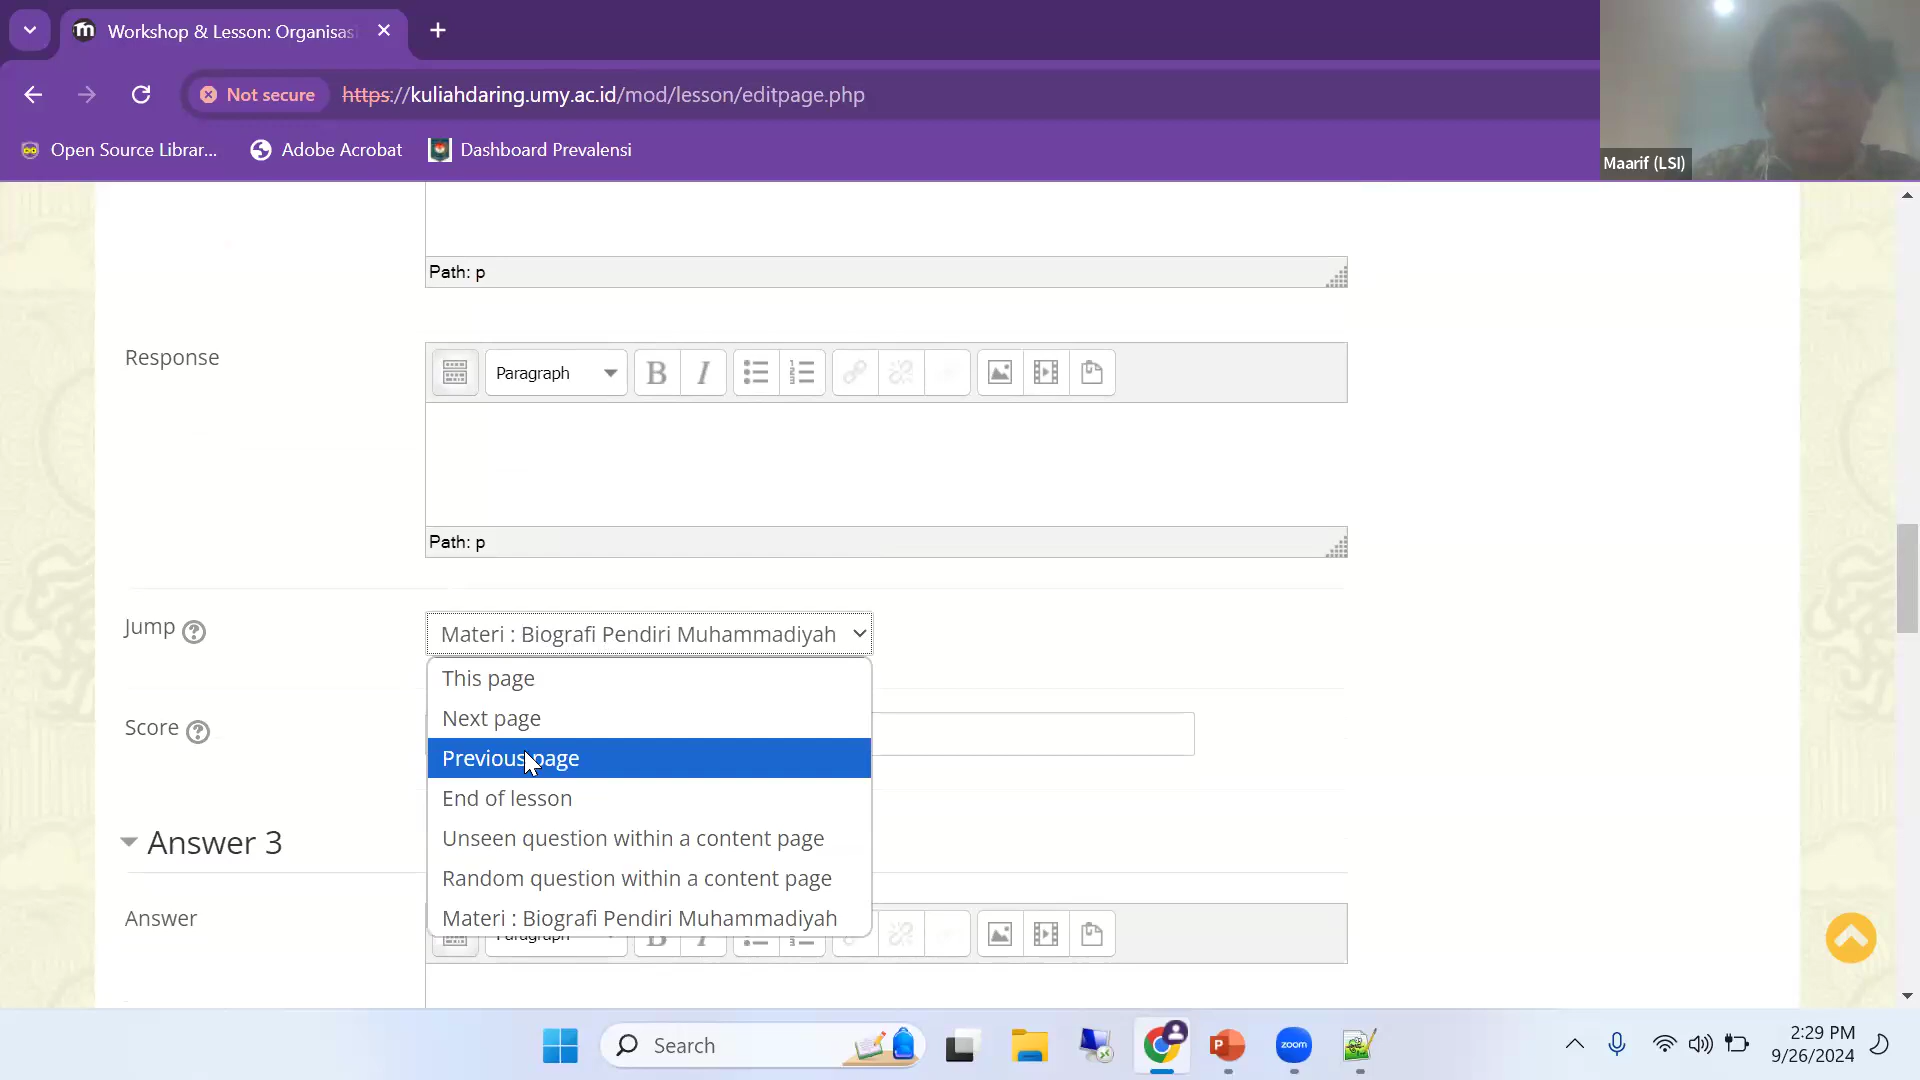 Workshop & Lesson: Organisas
Not secure
https://kuliahdaring.umy.ac.id/mod/lesson/editpage.php
Open Source Librar...
Adobe Acrobat
Dashboard Prevalensi
Maarif (LSI)
Path: p
Response
Paragraph
B
I
Path: p
Jump
Materi : Biografi Pendiri Muhammadiyah
This page
Next page
Score
Previous page
End of lesson
Unseen question within a content page
Answer 3
Random question within a content page
Materi : Biografi Pendiri Muhammadiyah
Answer
Paragraph
B
I
Search
zoom
2:29 PM
9/26/2024